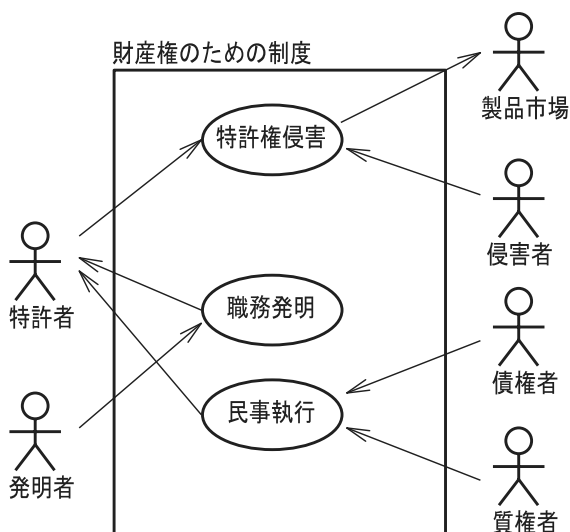 財産権のための制度
製品市場
特許権侵害
侵害者
特許者
職務発明
債権者
民事執行
発明者
質権者